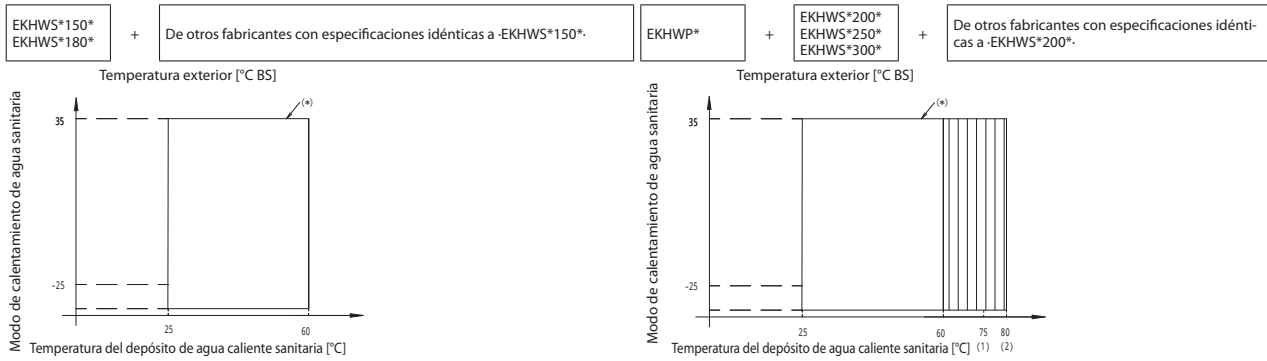 EKHWS*150*
EKHWS*180*
+
De otros fabricantes con especificaciones idénticas a ·EKHWS*150*·
EKHWP*
+
EKHWS*200*
EKHWS*250*
EKHWS*300*
+
De otros fabricantes con especificaciones idénti-
cas a ·EKHWS*200*·
Temperatura exterior [°C BS]
Modo de calentamiento de agua sanitaria
(*)
35
-25
25
60
Temperatura del depósito de agua caliente sanitaria [°C]
Temperatura exterior [°C BS]
Modo de calentamiento de agua sanitaria
(*)
35
-25
25
60
75
80
Temperatura del depósito de agua caliente sanitaria [°C]
(1)
(2)